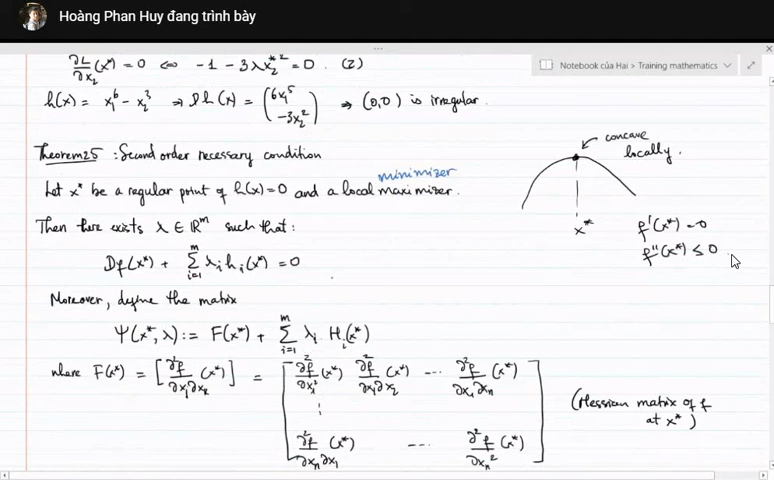 Hoàng Phan Huy đang trình bày
Notebook của Hai > Training mathematics
∂L/∂x₂ (x*) = 0 ⇔ -1 - 3λx₂*² = 0. (2)
h(x) = x₁⁶ - x₂³ ⇒ Dh(x) = (6x₁⁵ -3x₂²) ⇒ (0,0) is irregular.
Theorem 25 : Second order necessary condition
minimizer
Let x* be a regular point of h(x)=0 and a local maximizer.
Then there exists λ ∈ ℝᵐ such that :
Df(x*) + Σᵢ₌₁ᵐ λᵢhᵢ(x*) = 0
concave
locally.
x*
f'(x*) = 0
f''(x*) ≤ 0
Moreover, define the matrix
Ψ(x*, λ) := F(x*) + Σᵢ₌₁ᵐ λᵢ Hᵢ(x*)
where F(x*) = [∂²f/∂xⱼ∂xₖ (x*)] = [∂²f/∂x₁² (x*) ∂²f/∂x₁∂x₂ (x*) ... ∂²f/∂x₁∂xₙ (x*)
⋮
∂²f/∂xₙ∂x₁ (x*) ... ∂²f/∂xₙ² (x*)]
(Hessian matrix of f
at x*)